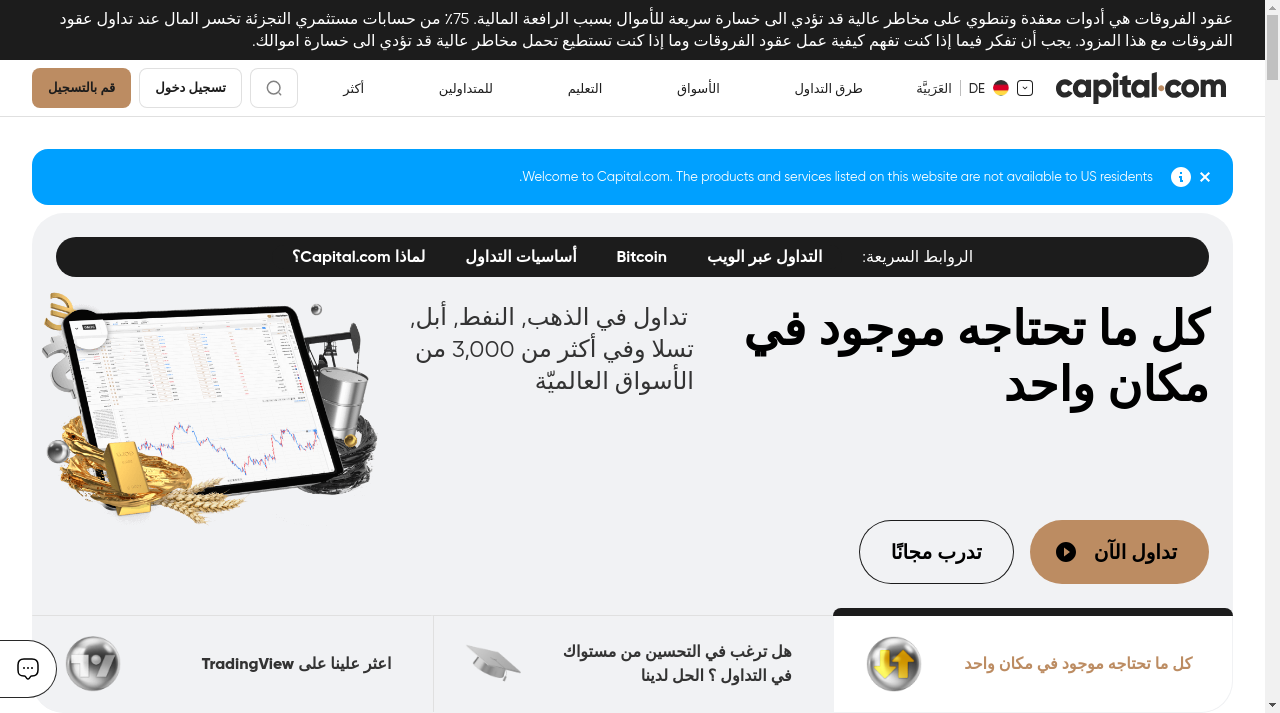 عقود الفروقات هي أدوات معقدة وتنطوي على مخاطر عالية قد تؤدي الى خسارة سريعة للأموال بسبب الرافعة المالية. 75٪ من حسابات مستثمري التجزئة تخسر المال عند تداول عقود
الفروقات مع هذا المزود. يجب أن تفكر فيما إذا كنت تفهم كيفية عمل عقود الفروقات وما إذا كنت تستطيع تحمل مخاطر عالية قد تؤدي الى خسارة اموالك.
capital.com
DE
العَرَبيَّة
طرق التداول
الأسواق
التعليم
للمتداولين
أكثر
تسجيل دخول
قم بالتسجيل
Welcome to Capital.com. The products and services listed on this website are not available to US residents.
الروابط السريعة:
التداول عبر الويب
Bitcoin
أساسيات التداول
لماذا Capital.com؟
كل ما تحتاجه موجود في
مكان واحد
تداول في الذهب, النفط, أبل,
تسلا وفي أكثر من 3,000 من
الأسواق العالميّة
تداول الآن
تدرب مجانًا
كل ما تحتاجه موجود في مكان واحد
هل ترغب في التحسين من مستواك
في التداول ؟ الحل لدينا
اعثر علينا على TradingView